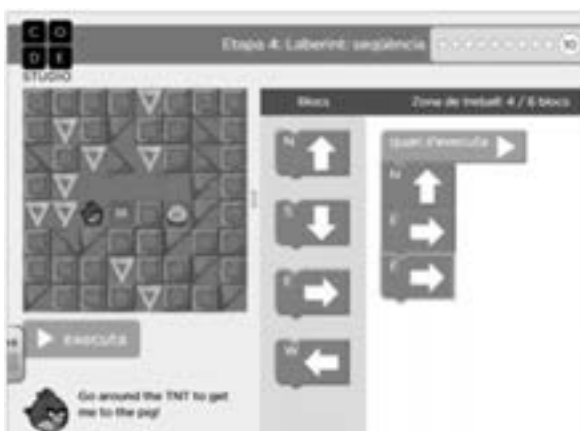 C O
D E
STUDIO
Etapa 4: Laberint: seqüència
10
Blocs
Zona de treball: 4 / 6 blocs
quan s'executa
N
N
E
S
E
E
W
executa
Go around the TNT to get
me to the pig!